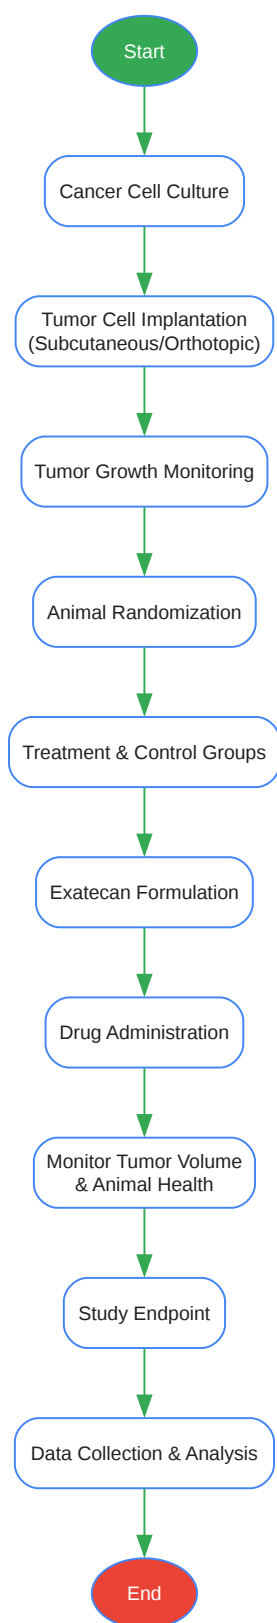 Start
Cancer Cell Culture
Tumor Cell Implantation
(Subcutaneous/Orthotopic)
Tumor Growth Monitoring
Animal Randomization
Treatment & Control Groups
Exatecan Formulation
Drug Administration
Monitor Tumor Volume
& Animal Health
Study Endpoint
Data Collection & Analysis
End